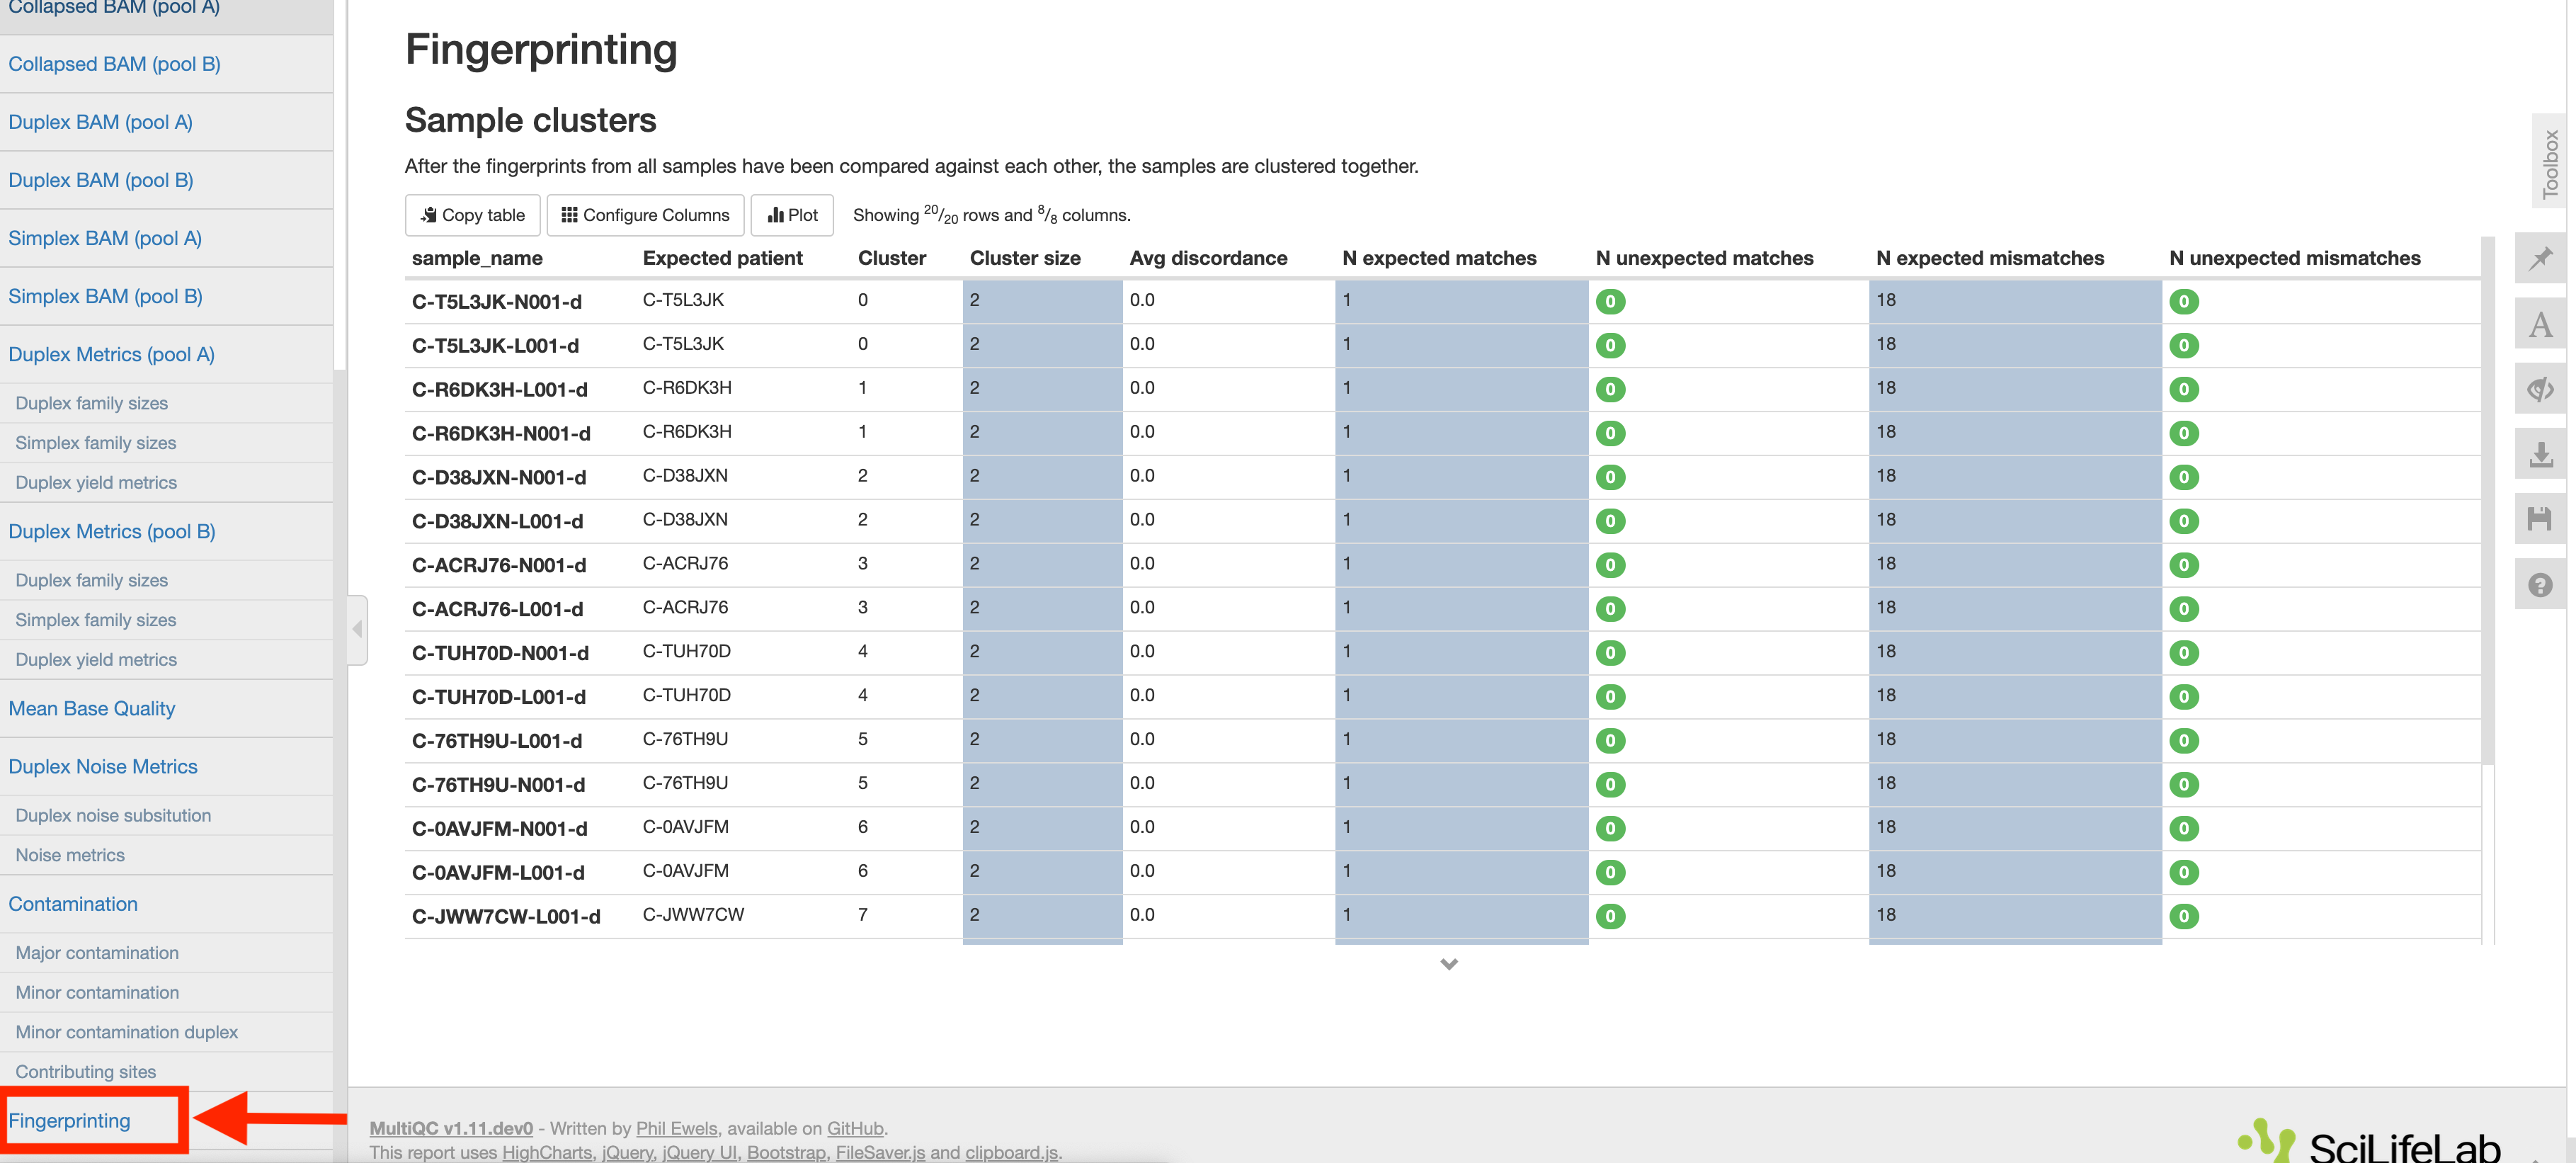 Collapsed BAM (pool A)
Collapsed BAM (pool B)
Duplex BAM (pool A)
Duplex BAM (pool B)
Simplex BAM (pool A)
Simplex BAM (pool B)
Duplex Metrics (pool A)
Duplex family sizes
Simplex family sizes
Duplex yield metrics
Duplex Metrics (pool B)
Duplex family sizes
Simplex family sizes
Duplex yield metrics
Mean Base Quality
Duplex Noise Metrics
Duplex noise subsitution
Noise metrics
Contamination
Major contamination
Minor contamination
Minor contamination duplex
Contributing sites
Fingerprinting
Fingerprinting
Sample clusters
After the fingerprints from all samples have been compared against each other, the samples are clustered together.
Copy table Configure Columns Plot Showing 20/20 rows and 8/8 columns.
sample_name Expected patient Cluster Cluster size Avg discordance N expected matches N unexpected matches N expected mismatches N unexpected mismatches
C-T5L3JK-N001-d C-T5L3JK 0 2 0.0 1 0 18 0
C-T5L3JK-L001-d C-T5L3JK 0 2 0.0 1 0 18 0
C-R6DK3H-L001-d C-R6DK3H 1 2 0.0 1 0 18 0
C-R6DK3H-N001-d C-R6DK3H 1 2 0.0 1 0 18 0
C-D38JXN-N001-d C-D38JXN 2 2 0.0 1 0 18 0
C-D38JXN-L001-d C-D38JXN 2 2 0.0 1 0 18 0
C-ACRJ76-N001-d C-ACRJ76 3 2 0.0 1 0 18 0
C-ACRJ76-L001-d C-ACRJ76 3 2 0.0 1 0 18 0
C-TUH70D-N001-d C-TUH70D 4 2 0.0 1 0 18 0
C-TUH70D-L001-d C-TUH70D 4 2 0.0 1 0 18 0
C-76TH9U-L001-d C-76TH9U 5 2 0.0 1 0 18 0
C-76TH9U-N001-d C-76TH9U 5 2 0.0 1 0 18 0
C-0AVJFM-N001-d C-0AVJFM 6 2 0.0 1 0 18 0
C-0AVJFM-L001-d C-0AVJFM 6 2 0.0 1 0 18 0
C-JWW7CW-L001-d C-JWW7CW 7 2 0.0 1 0 18 0
Toolbox
A
MultiQC v1.11.dev0 - Written by Phil Ewels, available on GitHub.
This report uses HighCharts, jQuery, jQuery UI, Bootstrap, FileSaver.js and clipboard.js.
SciLifeLab